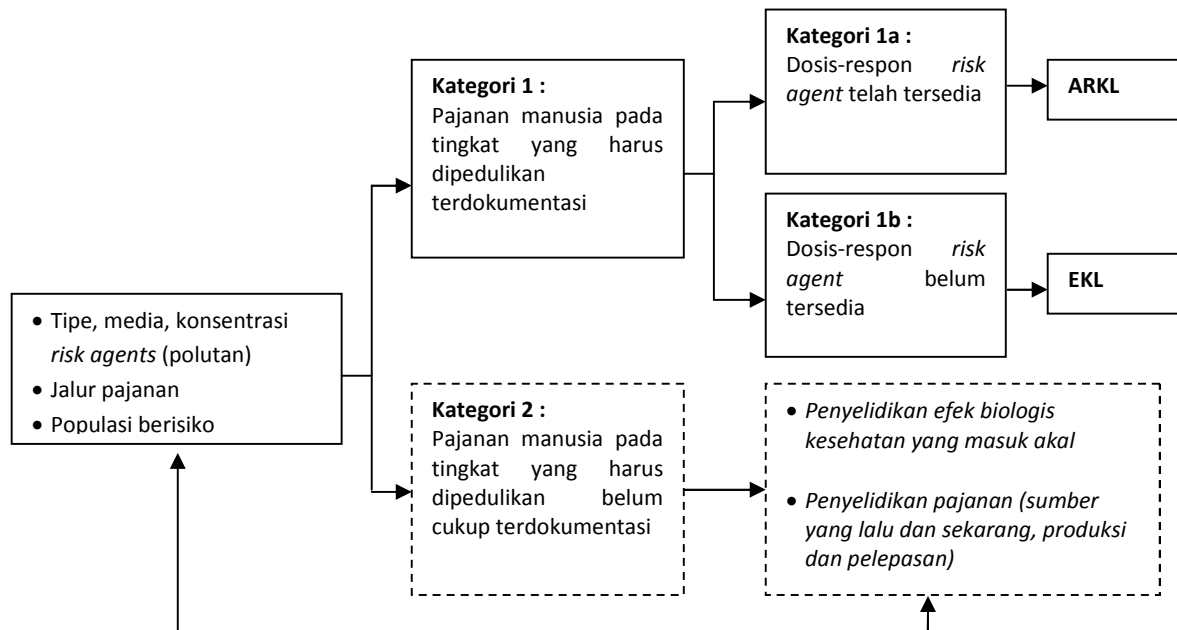 Kategori 1 :
Pajanan manusia pada
tingkat yang harus
dipedulikan
terdokumentasi
Kategori 1a :
Dosis-respon risk
agent telah tersedia
ARKL
Kategori 1b :
Dosis-respon risk
agent belum
tersedia
EKL
• Tipe, media, konsentrasi
risk agents (polutan)
• Jalur pajanan
• Populasi berisiko
Kategori 2 :
Pajanan manusia pada
tingkat yang harus
dipedulikan belum
cukup terdokumentasi
• Penyelidikan efek biologis
kesehatan yang masuk akal
• Penyelidikan pajanan (sumber
yang lalu dan sekarang, produksi
dan pelepasan)